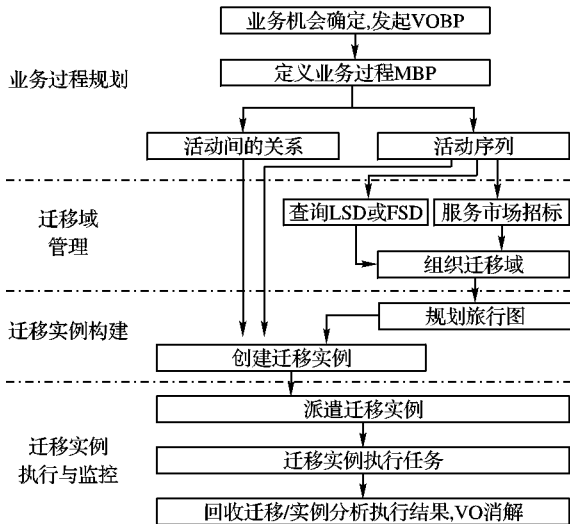 业务机会确定,发起VOBP
业务过程规划
定义业务过程MBP
活动间的关系
活动序列
迁移域
管理
查询LSD或FSD
服务市场招标
组织迁移域
迁移实例构建
规划旅行图
创建迁移实例
迁移实例
执行与监控
派遣迁移实例
迁移实例执行任务
回收迁移/实例分析执行结果,VO消解